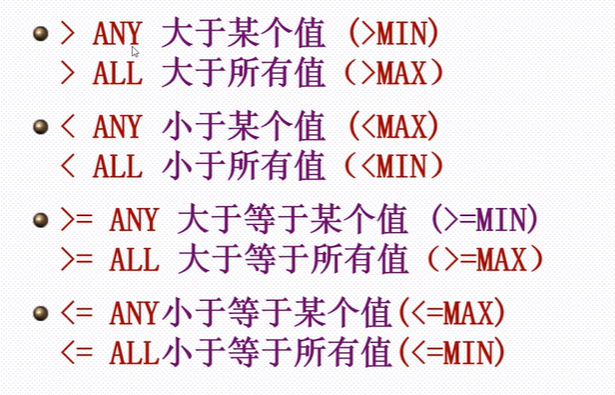 > ANY 大于某个值 (>MIN)
> ALL 大于所有值（>MAX）
< ANY 小于某个值 (<MAX)
< ALL 小于所有值（<MIN）
>= ANY 大于等于某个值 (>=MIN)
>= ALL 大于等于所有值（>=MAX）
<= ANY小于等于某个值(<=MAX)
<= ALL小于等于所有值(<=MIN)